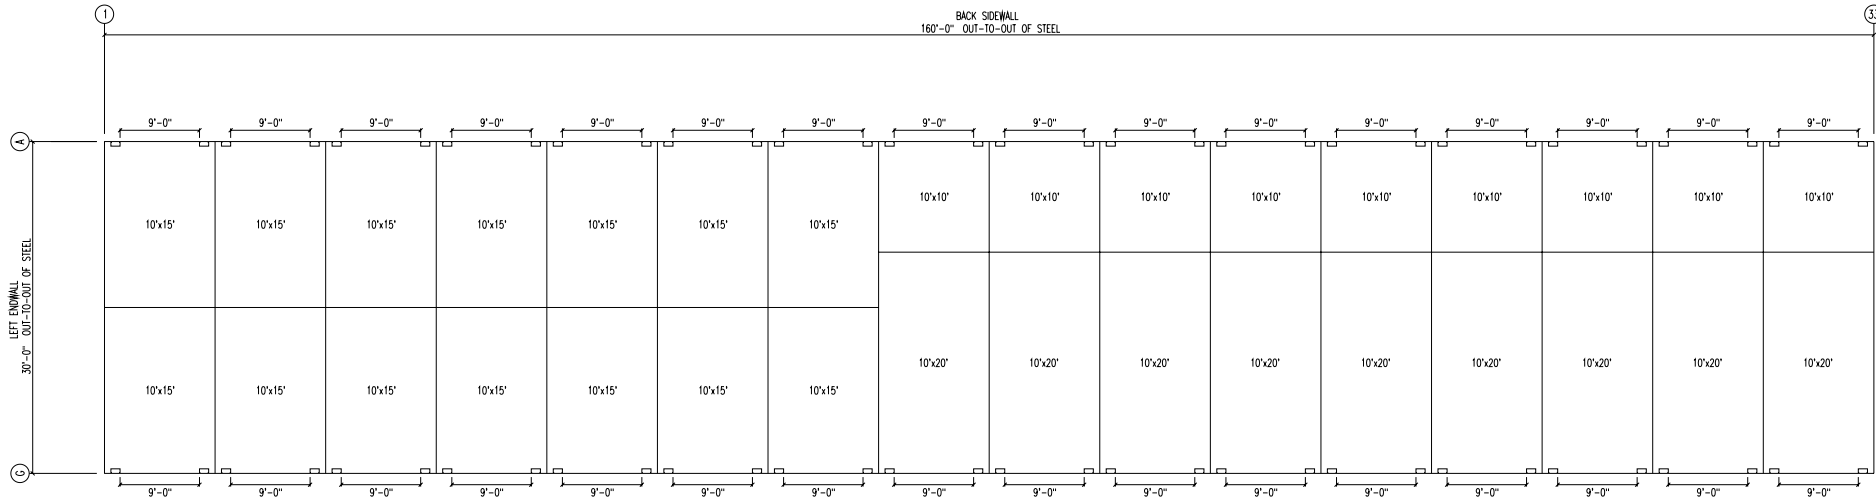 1
BACK SIDEWALL
160'-0" OUT-TO-OUT OF STEEL
33
9'-0" 9'-0" 9'-0" 9'-0" 9'-0" 9'-0" 9'-0" 9'-0" 9'-0" 9'-0" 9'-0" 9'-0" 9'-0" 9'-0" 9'-0" 9'-0"
A
10'x10' 10'x10' 10'x10' 10'x10' 10'x10' 10'x10' 10'x10' 10'x10' 10'x10'
10'x15' 10'x15' 10'x15' 10'x15' 10'x15' 10'x15' 10'x15'
LEFT ENDWALL
30'-0" OUT-TO-OUT OF STEEL
10'x20' 10'x20' 10'x20' 10'x20' 10'x20' 10'x20' 10'x20' 10'x20' 10'x20'
10'x15' 10'x15' 10'x15' 10'x15' 10'x15' 10'x15' 10'x15'
G
9'-0" 9'-0" 9'-0" 9'-0" 9'-0" 9'-0" 9'-0" 9'-0" 9'-0" 9'-0" 9'-0" 9'-0" 9'-0" 9'-0" 9'-0" 9'-0"